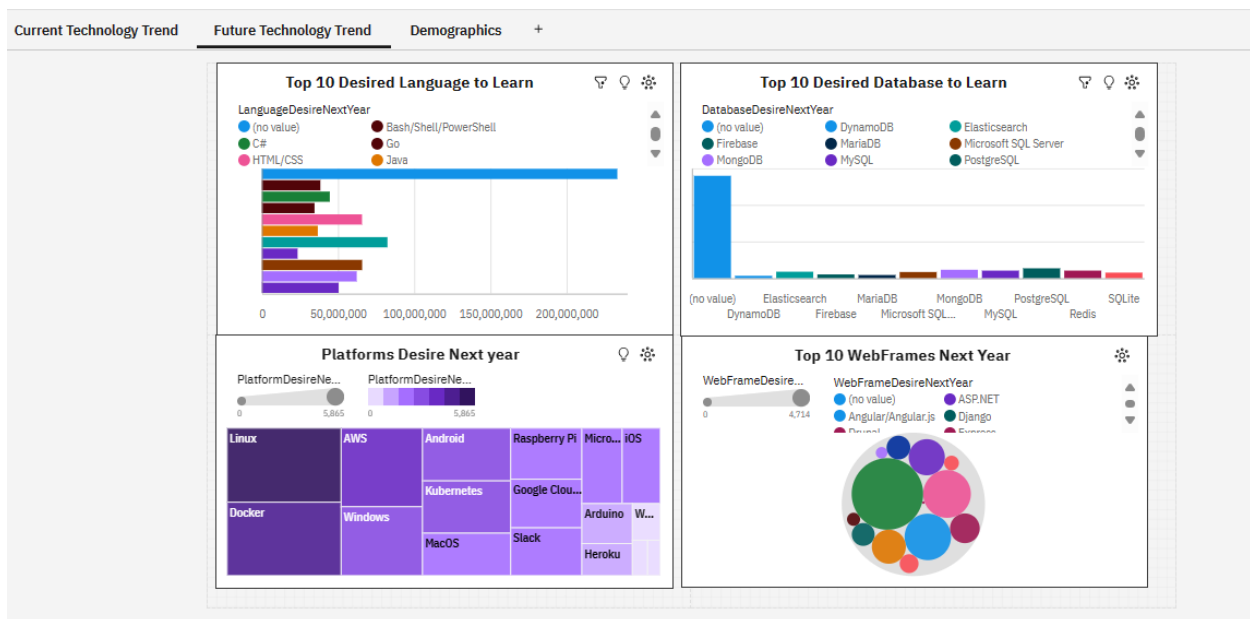 Current Technology Trend Future Technology Trend Demographics +
Top 10 Desired Language to Learn
LanguageDesireNextYear
(no value) Bash/Shell/PowerShell
C# Go
HTML/CSS Java
0 50,000,000 100,000,000 150,000,000 200,000,000
Top 10 Desired Database to Learn
DatabaseDesireNextYear
(no value) DynamoDB Elasticsearch
Firebase MariaDB Microsoft SQL Server
MongoDB MySQL PostgreSQL
(no value) Elasticsearch MariaDB MongoDB PostgreSQL SQLite
DynamoDB Firebase Microsoft SQL... MySQL Redis
Platforms Desire Next year
PlatformDesireNe... PlatformDesireNe...
0 5,865 0 5,865
Linux AWS Android Raspberry Pi Micro... iOS
Kubernetes Google Clou...
Docker Windows Arduino W...
MacOS Slack
Heroku
Top 10 WebFrames Next Year
WebFrameDesire... WebFrameDesireNextYear
(no value) ASP.NET
0 4,714 Angular/Angular.js Django
Drupal Express